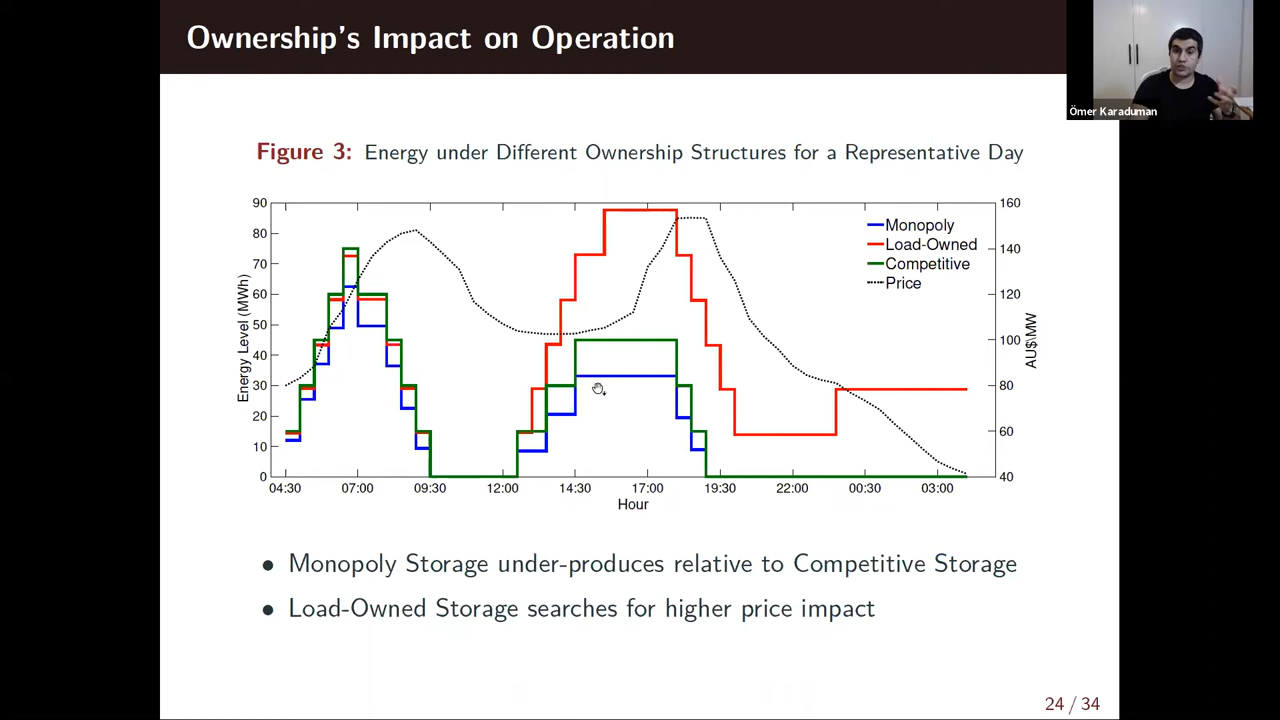 Ownership's Impact on Operation
Ömer Karaduman
Figure 3: Energy under Different Ownership Structures for a Representative Day
90
80
70
60
50
40
30
20
10
0
Energy Level (MWh)
160
140
120
100
80
60
40
AU$\MW
Monopoly
Load-Owned
Competitive
Price
04:30 07:00 09:30 12:00 14:30 17:00 19:30 22:00 00:30 03:00
Hour
• Monopoly Storage under-produces relative to Competitive Storage
• Load-Owned Storage searches for higher price impact
24 / 34